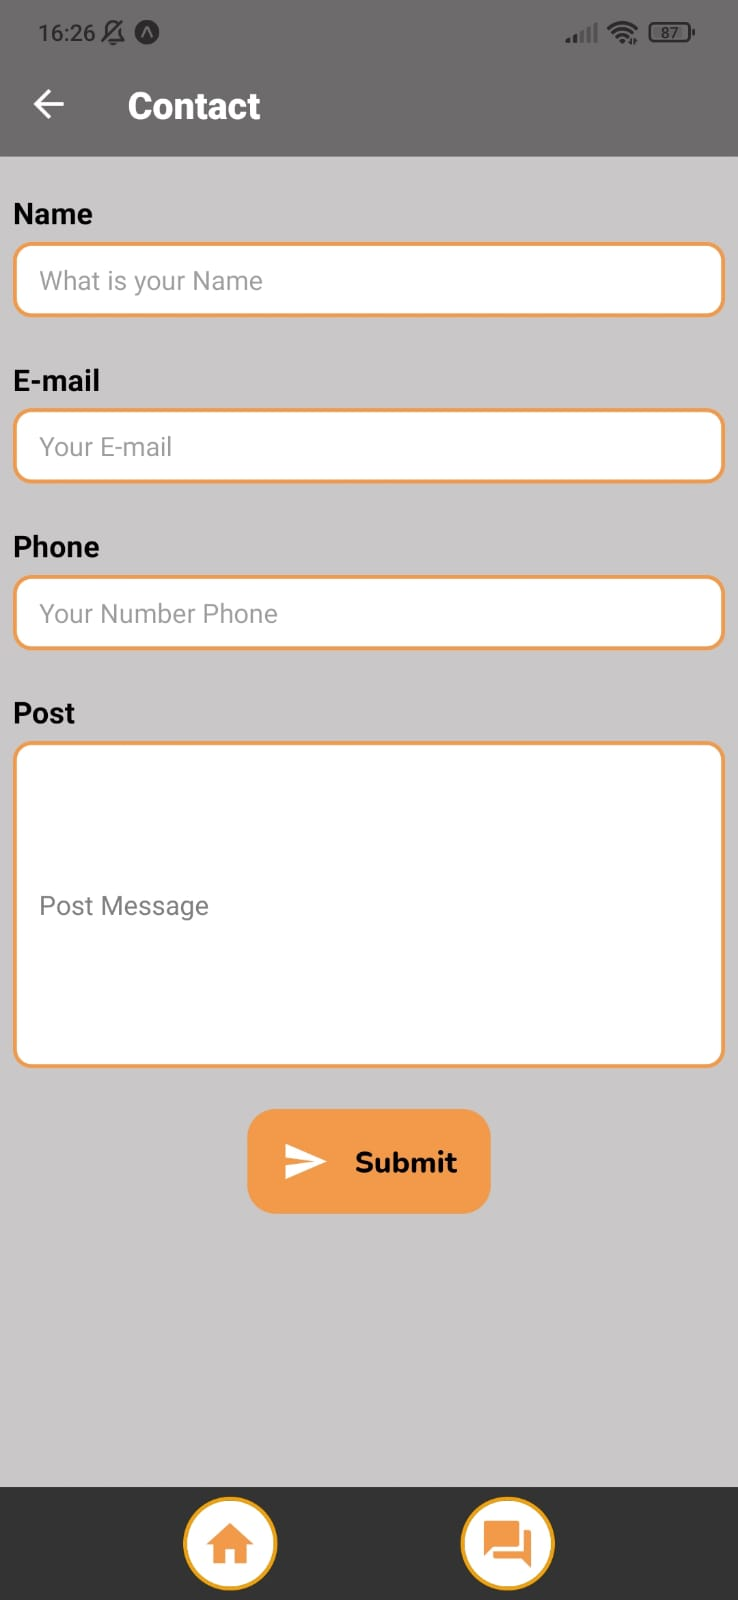 16:26
87
Contact
Name
What is your Name
E-mail
Your E-mail
Phone
Your Number Phone
Post
Post Message
Submit